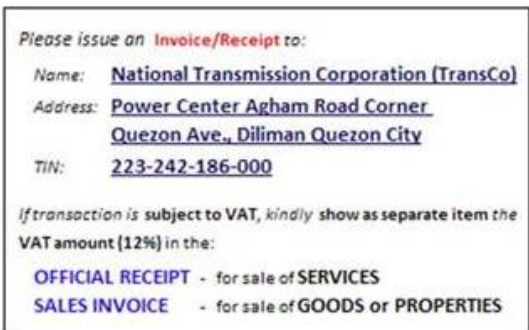 Please issue an Invoice/Receipt to:
Name: National Transmission Corporation (TransCo)
Address: Power Center Agham Road Corner
Quezon Ave., Diliman Quezon City
TIN: 223-242-186-000
If transaction is subject to VAT, kindly show as separate item the
VAT amount (12%) in the:
OFFICIAL RECEIPT - for sale of SERVICES
SALES INVOICE - for sale of GOODS or PROPERTIES